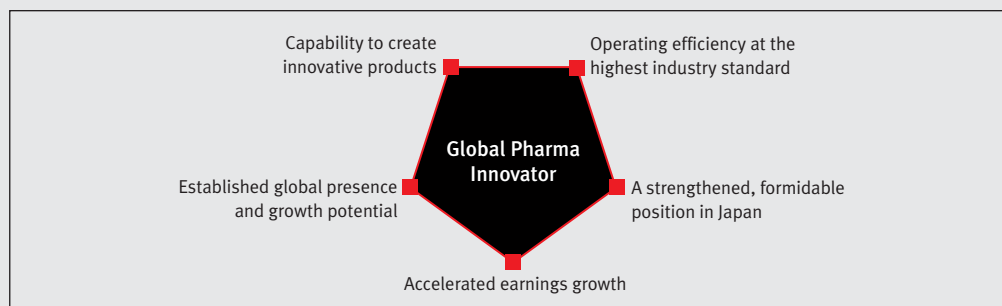 Capability to create
innovative products
Operating efficiency at the
highest industry standard
Global Pharma
Innovator
Established global presence
and growth potential
A strengthened, formidable
position in Japan
Accelerated earnings growth